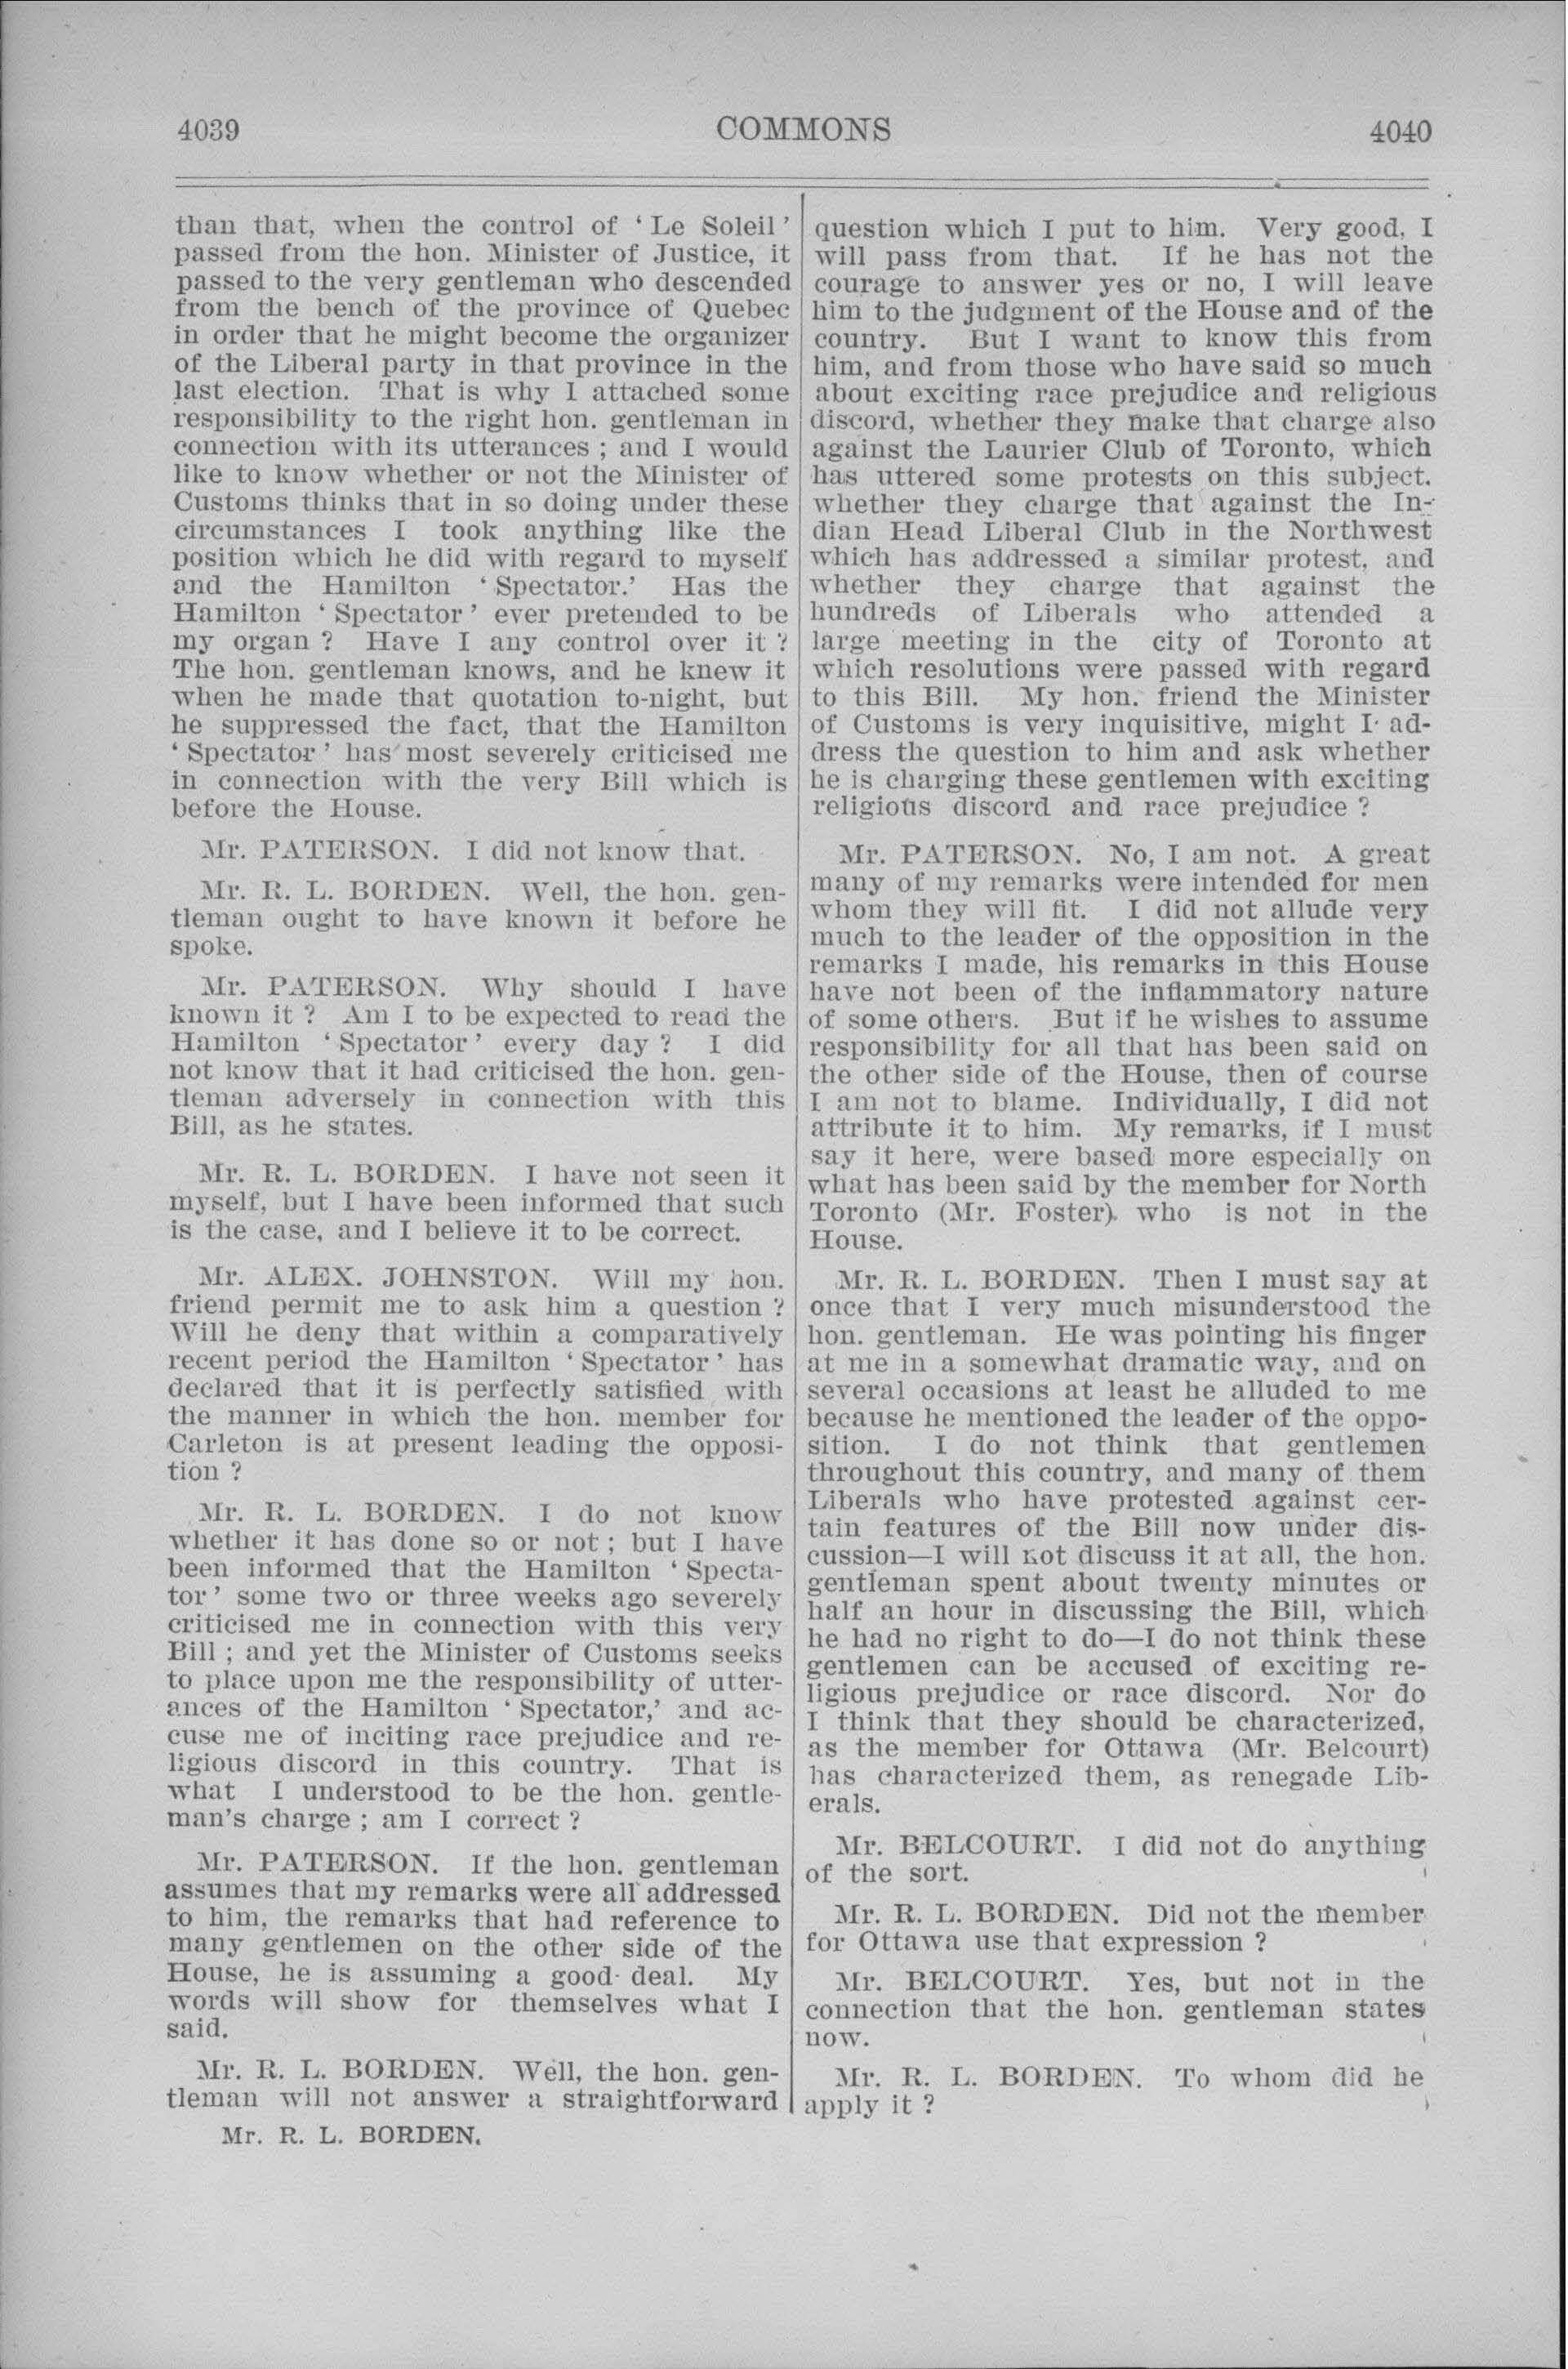 4039
COMMONS
4040
than that, when the control of ‘ Le Soleil ’
passed from the hon. Minister of Justice, it
passed to the very gentleman who descended
from the bench of the province of Quebec
in order that he might become the organizer
of the Liberal party in that province in the
last election. That is why I attached some
responsibility to the right hon. gentleman in
connection with its utterances ; and I would
like to know whether or not the Minister of
Customs thinks that in so doing under these
circumstances I took anything like the
position which he did with regard to myself
and the Hamilton ‘ Spectator.’ Has the
Hamilton ‘ Spectator ’ ever pretended to be
my organ ? Have I any control over it ?
The hon. gentleman knows, and he knew it
when he made that quotation to-night, but
he suppressed the fact, that the Hamilton
‘ Spectator ’ has most severely criticised me
in connection with the very Bill which is
before the House.
Mr. PATERSON. I did not know that.
Mr. R. L. BORDEN. Well, the hon. gen-
tleman ought to have known it before he
spoke.
Mr. PATERSON. Why should I have
known it ? Am I to be expected to read the
Hamilton ‘ Spectator ’ every day ? I did
not know that it had criticised the hon. gen-
tleman adversely in connection with this
Bill, as he states.
Mr. R. L. BORDEN. I have not seen it
myself, but I have been informed that such
is the case, and I believe it to be correct.
Mr. ALEX. JOHNSTON. Will my hon.
friend permit me to ask him a question ?
Will he deny that within a comparatively
recent period the Hamilton ‘ Spectator ’ has
declared that it is perfectly satisfied with
the manner in which the hon. member for
Carleton is at present leading the opposi-
tion ?
Mr. R. L. BORDEN. I do not know
whether it has done so or not ; but I have
been informed that the Hamilton ‘ Specta-
tor ’ some two or three weeks ago severely
criticised me in connection with this very
Bill ; and yet the Minister of Customs seeks
to place upon me the responsibility of utter-
ances of the Hamilton ‘ Spectator,’ and ac-
cuse me of inciting race prejudice and re-
ligious discord in this country. That is
what I understood to be the hon. gentle-
man's charge ; am I correct ?
Mr. PATERSON. If the hon. gentleman
assumes that my remarks were all addressed
to him, the remarks that had reference to
many gentlemen on the other side of the
House, he is assuming a good deal. My
words will show for themselves what I
said.
Mr. R. L. BORDEN. Well, the hon. gen-
tleman will not answer a straightforward
Mr. R. L. BORDEN.
question which I put to him. Very good, I
will pass from that. If he has not the
courage to answer yes or no, I will leave
him to the judgment of the House and of the
country. But I want to know this from
him, and from those who have said so much
about exciting race prejudice and religious
discord, whether they make that charge also
against the Laurier Club of Toronto, which
has uttered some protests on this subject.
whether they charge that against the In-
dian Head Liberal Club in the Northwest
which has addressed a similar protest, and
whether they charge that against the
hundreds of Liberals who attended a
large meeting in the city of Toronto at
which resolutions were passed with regard
to this Bill. My hon. friend the Minister
of Customs is very inquisitive, might I ad-
dress the question to him and ask whether
he is charging these gentlemen with exciting
religious discord and race prejudice ?
Mr. PATERSON. No, I am not. A great
many of my remarks were intended for men
whom they will fit. I did not allude very
much to the leader of the opposition in the
remarks I made, his remarks in this House
have not been of the inflammatory nature
of some others. But if he wishes to assume
responsibility for all that has been said on
the other side of the House, then of course
I am not to blame. Individually, I did not
attribute it to him. My remarks, if I must
say it here, were based more especially on
what has been said by the member for North
Toronto (Mr. Foster). who is not in the
House.
Mr. R. L. BORDEN. Then I must say at
once that I very much misunderstood the
hon. gentleman. He was pointing his finger
at me in a somewhat dramatic way, and on
several occasions at least he alluded to me
because he mentioned the leader of the oppo-
sition. I do not think that gentlemen
throughout this country, and many of them
Liberals who have protested against cer-
tain features of the Bill now under dis-
cussion—I will not discuss it at all, the hon.
gentleman spent about twenty minutes or
half an hour in discussing the Bill, which
he had no right to do—I do not think these
gentlemen can be accused of exciting re-
ligious prejudice or race discord. Nor do
I think that they should be characterized,
as the member for Ottawa (Mr. Belcourt)
has characterized them, as renegade Lib-
erals.
Mr. BELCOURT. I did not do anything
of the sort.
Mr. R. L. BORDEN. Did not the member
for Ottawa use that expression ?
Mr. BELCOURT. Yes, but not in the
connection that the hon. gentleman states
now.
Mr. R. L. BORDEN. To whom did he
apply it ?